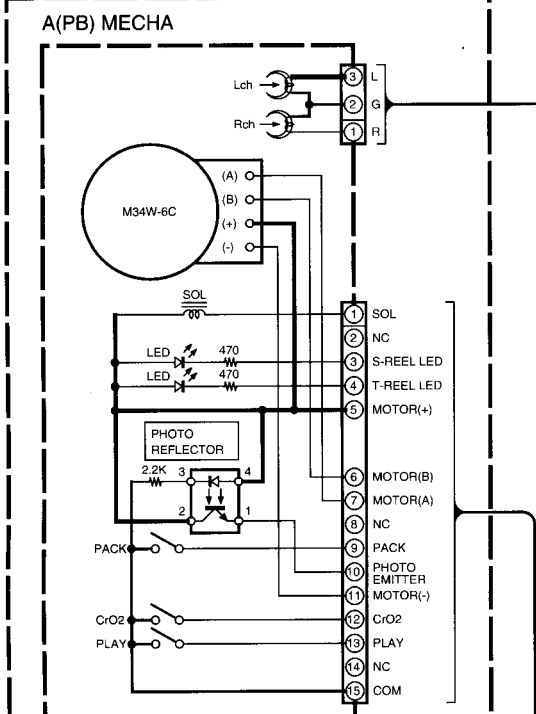 A(PB) MECHA
Lch
3 L
2 G
Rch
1 R
M34W-6C
(A)
(B)
(+)
(-)
SOL
1 SOL
2 NC
LED 470
3 S-REEL LED
LED 470
4 T-REEL LED
5 MOTOR(+)
PHOTO
REFLECTOR
2.2K 3 4
2 1
6 MOTOR(B)
7 MOTOR(A)
8 NC
PACK
9 PACK
10 PHOTO
EMITTER
11 MOTOR(-)
CrO2
12 CrO2
PLAY
13 PLAY
14 NC
15 COM